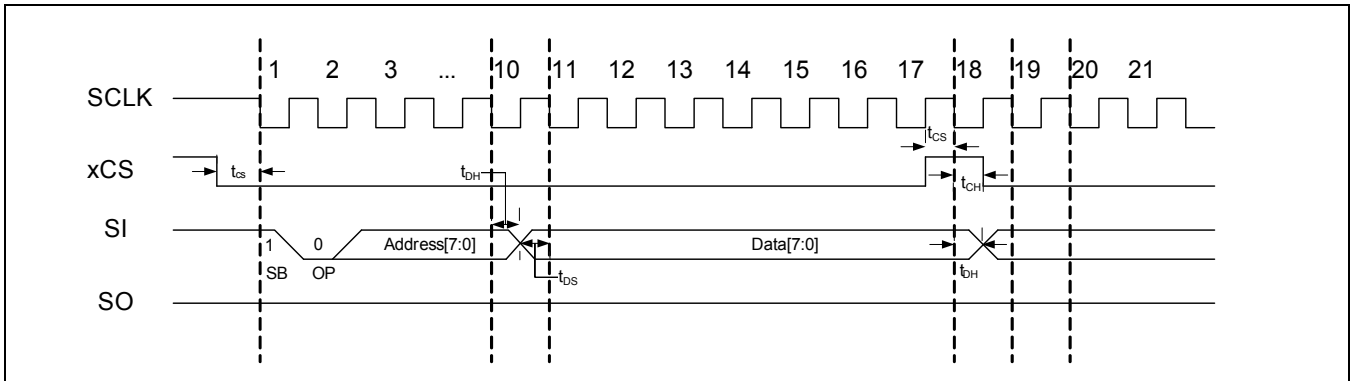 1 2 3 ... 10 11 12 13 14 15 16 17 18 19 20 21
SCLK
tCS
xCS
tcs
tDH
tCH
SI
1 0 Address[7:0] Data[7:0]
SB OP tDH
tDS
SO